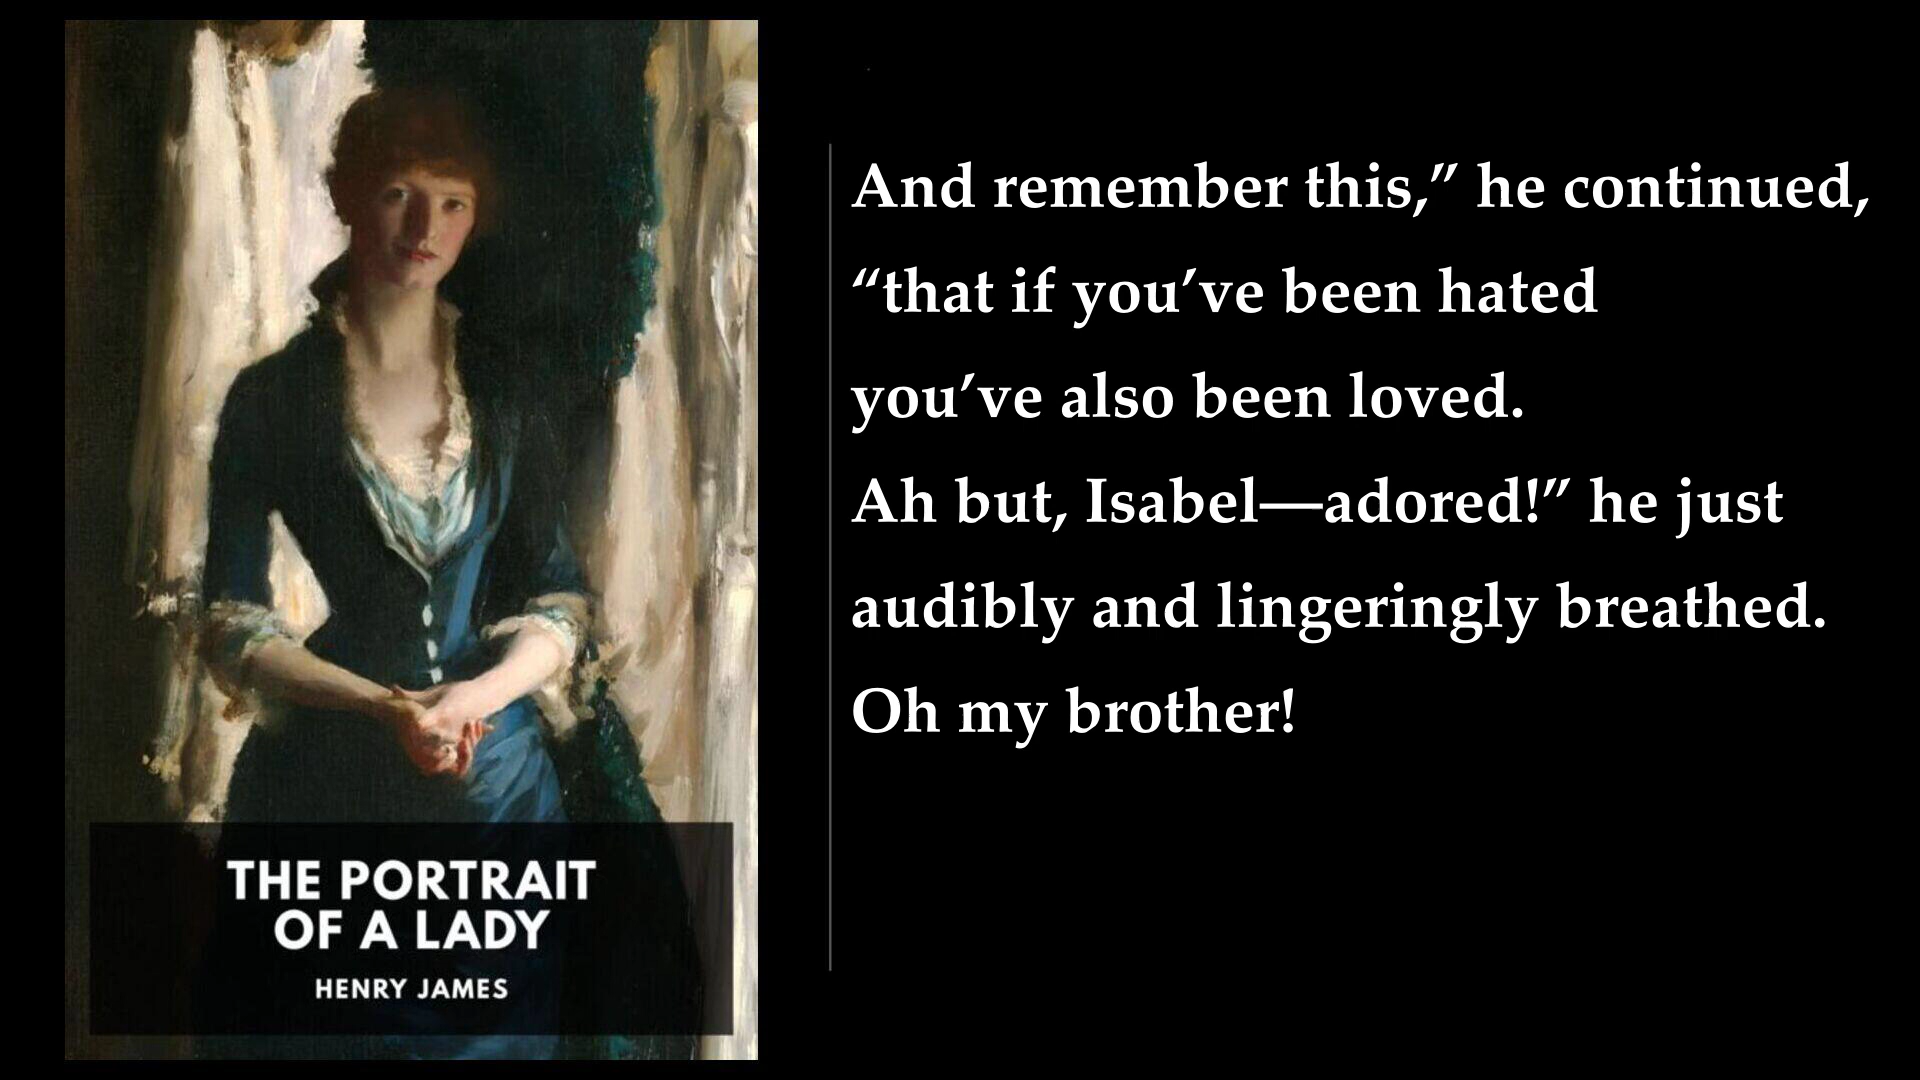 THE PORTRAIT
OF A LADY
HENRY JAMES
And remember this,” he continued,
“that if you’ve been hated
you’ve also been loved.
Ah but, Isabel—adored!” he just
audibly and lingeringly breathed.
Oh my brother!